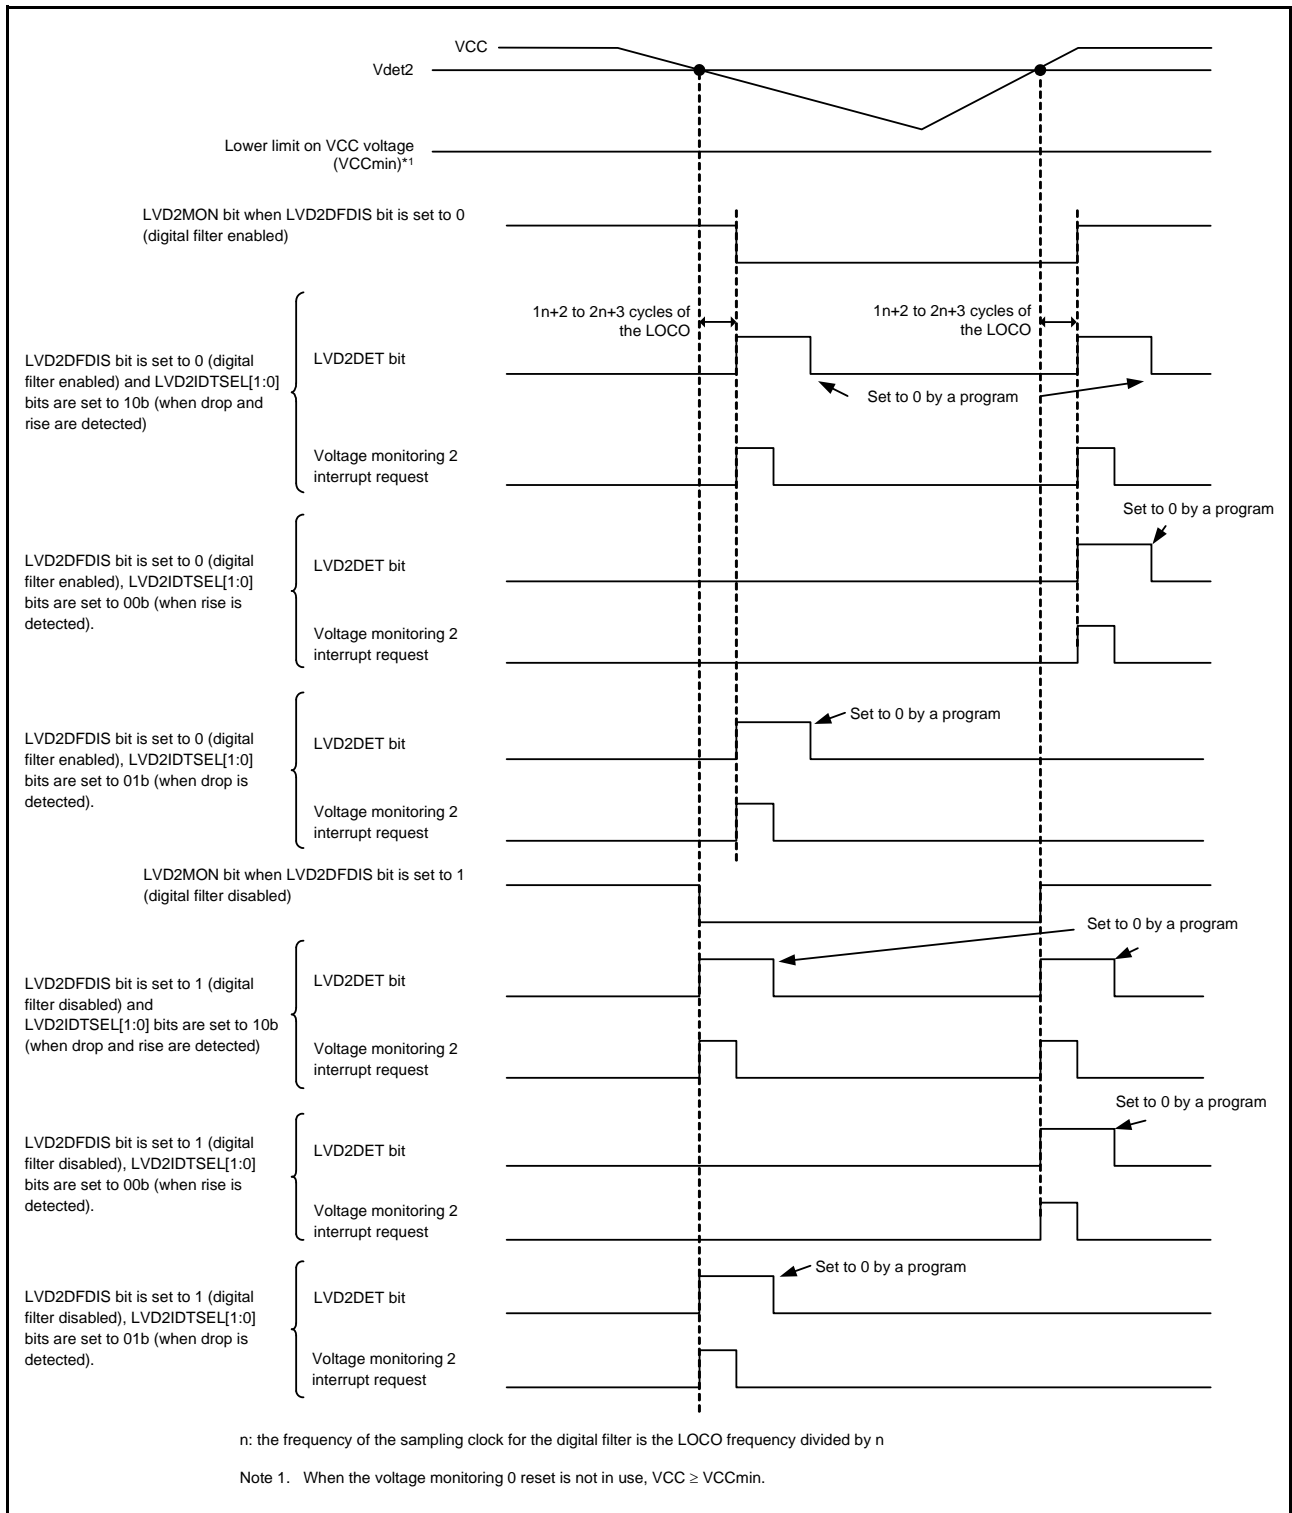 VCC
Vdet2
Lower limit on VCC voltage
(VCCmin)*1
LVD2MON bit when LVD2DFDIS bit is set to 0
(digital filter enabled)
1n+2 to 2n+3 cycles of
the LOCO
1n+2 to 2n+3 cycles of
the LOCO
LVD2DFDIS bit is set to 0 (digital
filter enabled) and LVD2IDTSEL[1:0]
bits are set to 10b (when drop and
rise are detected)
LVD2DET bit
Set to 0 by a program
Voltage monitoring 2
interrupt request
Set to 0 by a program
LVD2DFDIS bit is set to 0 (digital
filter enabled), LVD2IDTSEL[1:0]
bits are set to 00b (when rise is
detected).
LVD2DET bit
Voltage monitoring 2
interrupt request
Set to 0 by a program
LVD2DFDIS bit is set to 0 (digital
filter enabled), LVD2IDTSEL[1:0]
bits are set to 01b (when drop is
detected).
LVD2DET bit
Voltage monitoring 2
interrupt request
LVD2MON bit when LVD2DFDIS bit is set to 1
(digital filter disabled)
Set to 0 by a program
LVD2DFDIS bit is set to 1 (digital
filter disabled) and
LVD2IDTSEL[1:0] bits are set to 10b
(when drop and rise are detected)
LVD2DET bit
Voltage monitoring 2
interrupt request
Set to 0 by a program
LVD2DFDIS bit is set to 1 (digital
filter disabled), LVD2IDTSEL[1:0]
bits are set to 00b (when rise is
detected).
LVD2DET bit
Voltage monitoring 2
interrupt request
Set to 0 by a program
LVD2DFDIS bit is set to 1 (digital
filter disabled), LVD2IDTSEL[1:0]
bits are set to 01b (when drop is
detected).
LVD2DET bit
Voltage monitoring 2
interrupt request
n: the frequency of the sampling clock for the digital filter is the LOCO frequency divided by n
Note 1. When the voltage monitoring 0 reset is not in use, VCC ≥ VCCmin.